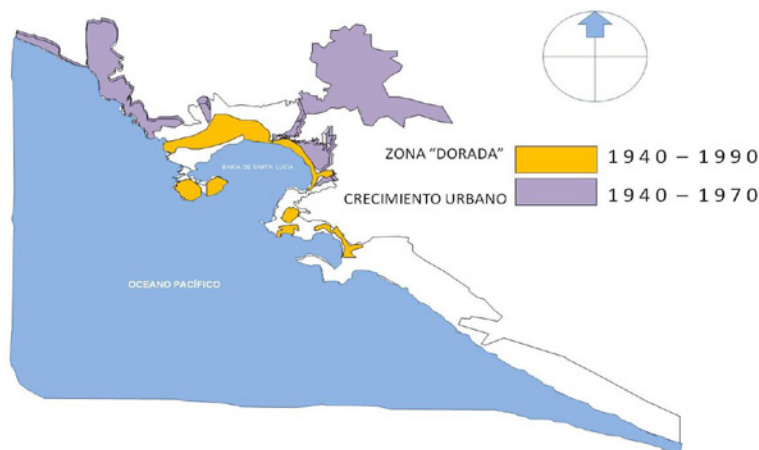 ZONA "DORADA" 1940 – 1990
CRECIMIENTO URBANO 1940 – 1970
BAHIA DE SANTA LUCIA
OCEANO PACÍFICO